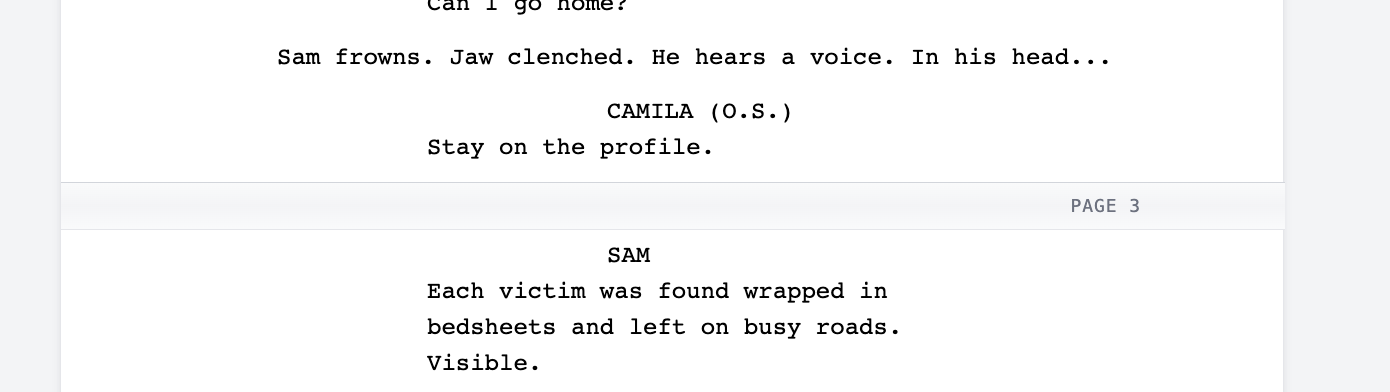 Can I go home?
Sam frowns. Jaw clenched. He hears a voice. In his head...
CAMILA (O.S.)
Stay on the profile.
PAGE 3
SAM
Each victim was found wrapped in
bedsheets and left on busy roads.
Visible.